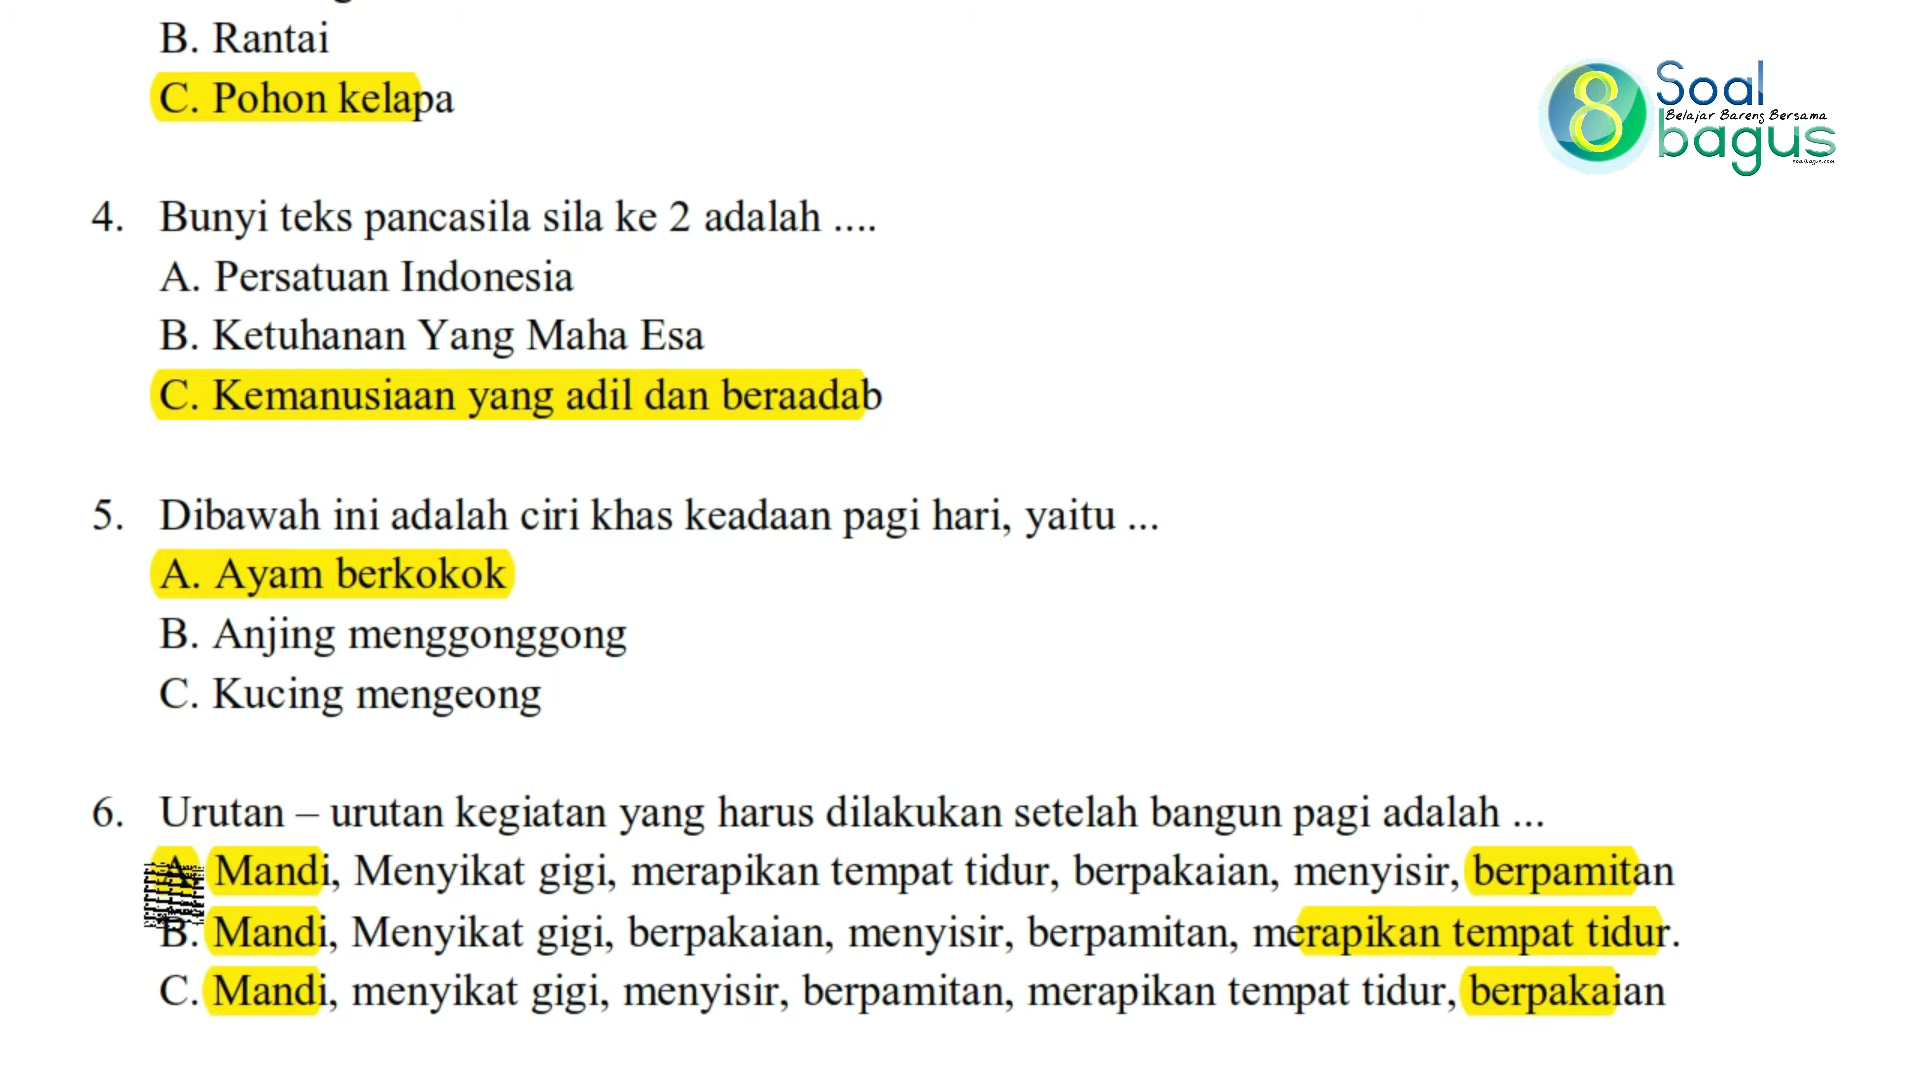 B. Rantai
C. Pohon kelapa
Soal
Belajar Bareng Bersama
bagus
8
4. Bunyi teks pancasila sila ke 2 adalah ....
A. Persatuan Indonesia
B. Ketuhanan Yang Maha Esa
C. Kemanusiaan yang adil dan beraadab
5. Dibawah ini adalah ciri khas keadaan pagi hari, yaitu ...
A. Ayam berkokok
B. Anjing menggonggong
C. Kucing mengeong
6. Urutan – urutan kegiatan yang harus dilakukan setelah bangun pagi adalah ...
A. Mandi, Menyikat gigi, merapikan tempat tidur, berpakaian, menyisir, berpamitan
B. Mandi, Menyikat gigi, berpakaian, menyisir, berpamitan, merapikan tempat tidur.
C. Mandi, menyikat gigi, menyisir, berpamitan, merapikan tempat tidur, berpakaian